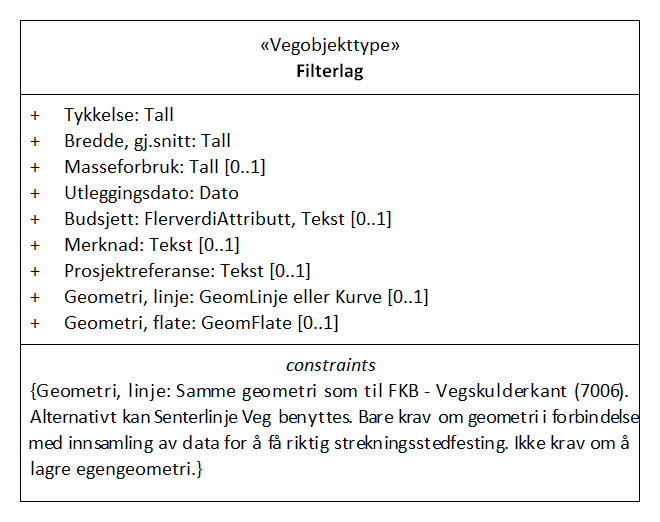 «Vegobjekttype»
Filterlag
+ Tykkelse: Tall
+ Bredde, gj.snitt: Tall
+ Masseforbruk: Tall [0..1]
+ Utleggingsdato: Dato
+ Budsjett: FlerverdiAttributt, Tekst [0..1]
+ Merknad: Tekst [0..1]
+ Prosjektreferanse: Tekst [0..1]
+ Geometri, linje: GeomLinje eller Kurve [0..1]
+ Geometri, flate: GeomFlate [0..1]
constraints
{Geometri, linje: Samme geometri som til FKB - Vegskulderkant (7006).
Alternativt kan Senterlinje Veg benyttes. Bare krav om geometri i forbindelse
med innsamling av data for å få riktig strekningsstedfesting. Ikke krav om å
lagre egengeometri.}